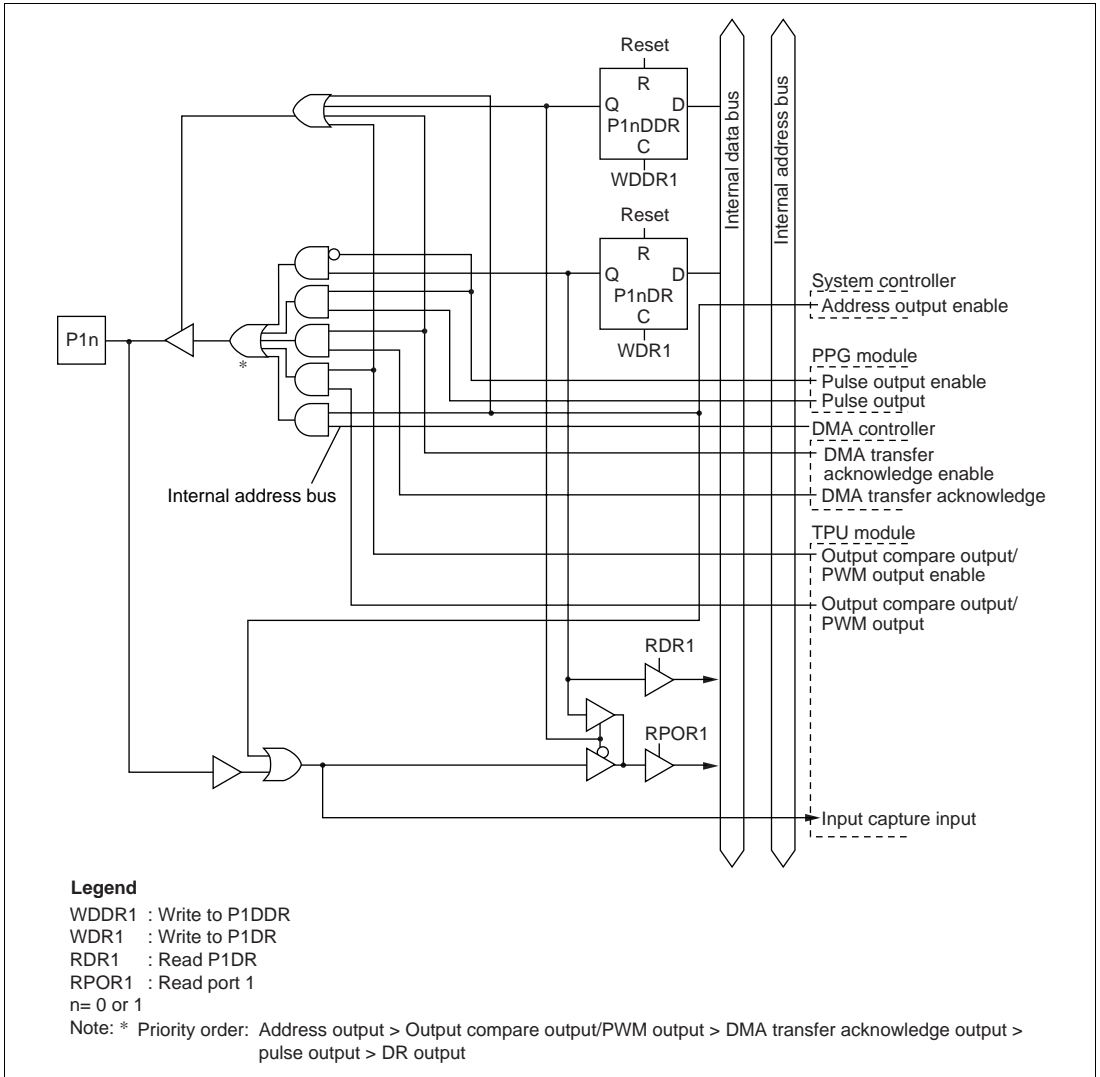 Reset
R
Q D
P1nDDR
C
WDDR1
Reset
R
Q D
P1nDR
C
WDR1
Internal data bus
Internal address bus
System controller
Address output enable
PPG module
Pulse output enable
Pulse output
DMA controller
DMA transfer
acknowledge enable
DMA transfer acknowledge
TPU module
Output compare output/
PWM output enable
Output compare output/
PWM output
Input capture input
P1n
*
Internal address bus
RDR1
RPOR1
Legend
WDDR1 : Write to P1DDR
WDR1 : Write to P1DR
RDR1 : Read P1DR
RPOR1 : Read port 1
n= 0 or 1
Note: * Priority order: Address output > Output compare output/PWM output > DMA transfer acknowledge output >
pulse output > DR output